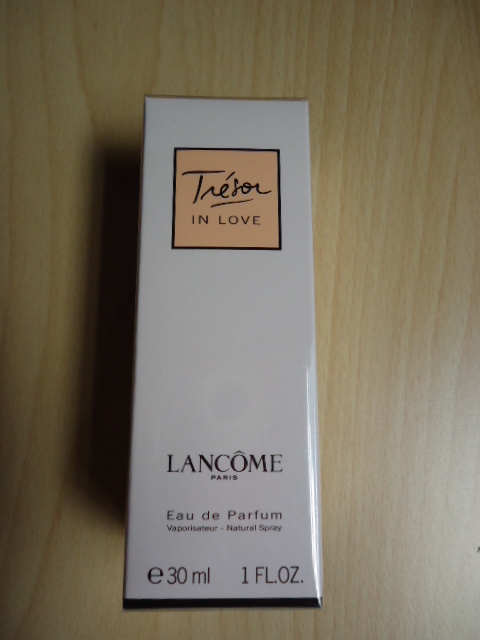 Trésor
IN LOVE
LANCÔME
PARIS
Eau de Parfum
Vaporisateur - Natural Spray
℮30 ml 1 FL.OZ.